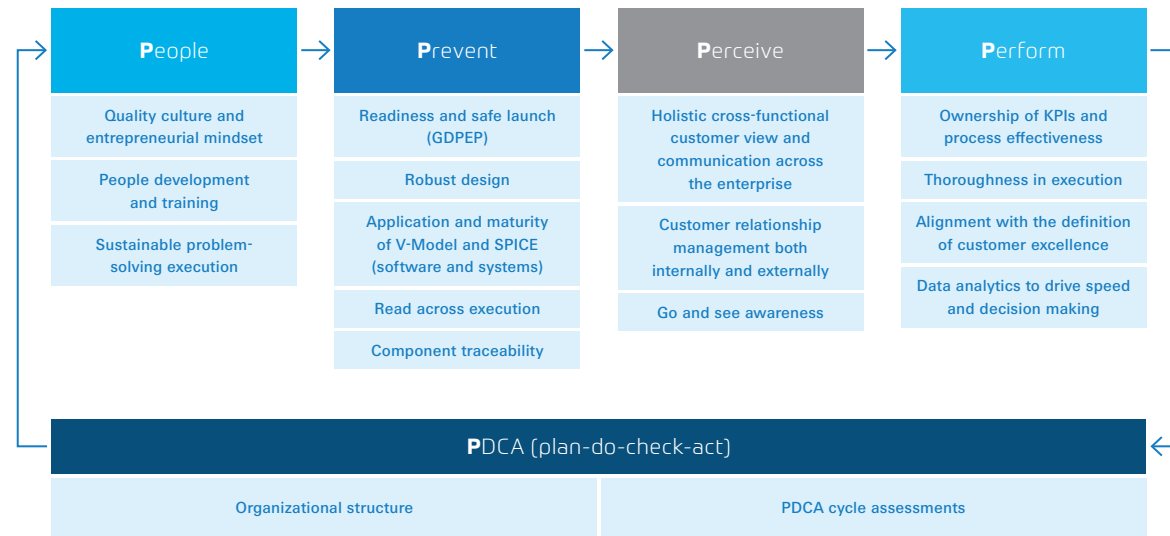 People
Quality culture and
entrepreneurial mindset
People development
and training
Sustainable problem-
solving execution
Prevent
Readiness and safe launch
(GDPEP)
Robust design
Application and maturity
of V-Model and SPICE
(software and systems)
Read across execution
Component traceability
Perceive
Holistic cross-functional
customer view and
communication across
the enterprise
Customer relationship
management both
internally and externally
Go and see awareness
Perform
Ownership of KPIs and
process effectiveness
Thoroughness in execution
Alignment with the definition
of customer excellence
Data analytics to drive speed
and decision making
PDCA (plan-do-check-act)
Organizational structure
PDCA cycle assessments